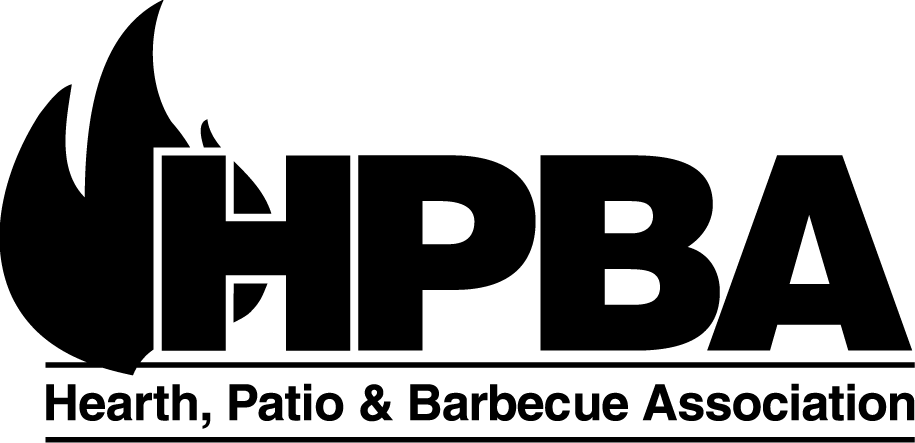 HPBA
Hearth, Patio & Barbecue Association